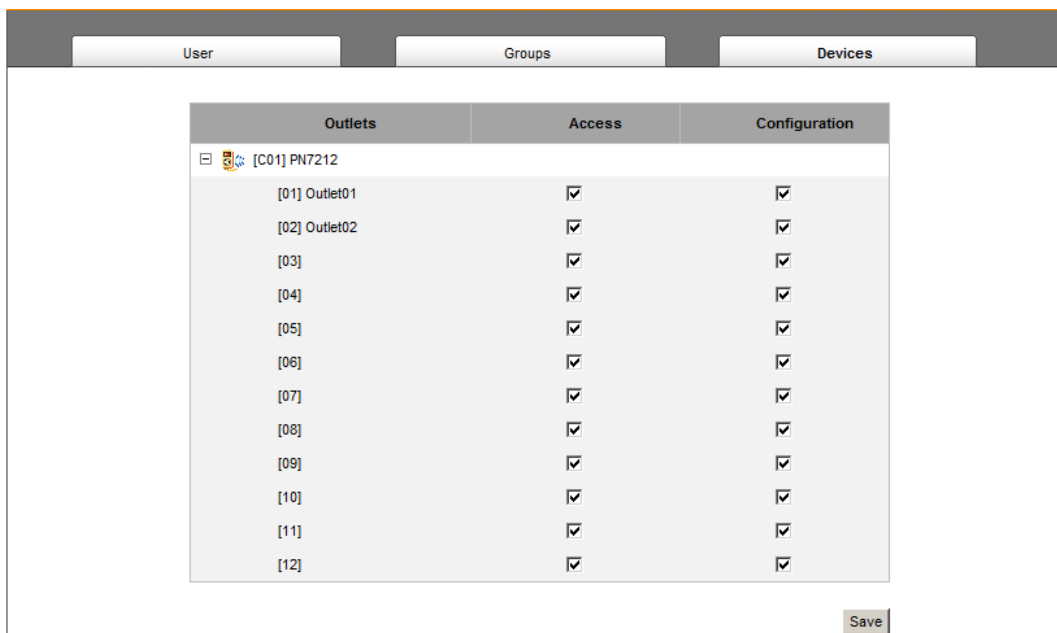 User Groups Devices
Outlets Access Configuration
[C01] PN7212
[01] Outlet01
[02] Outlet02
[03]
[04]
[05]
[06]
[07]
[08]
[09]
[10]
[11]
[12]
Save